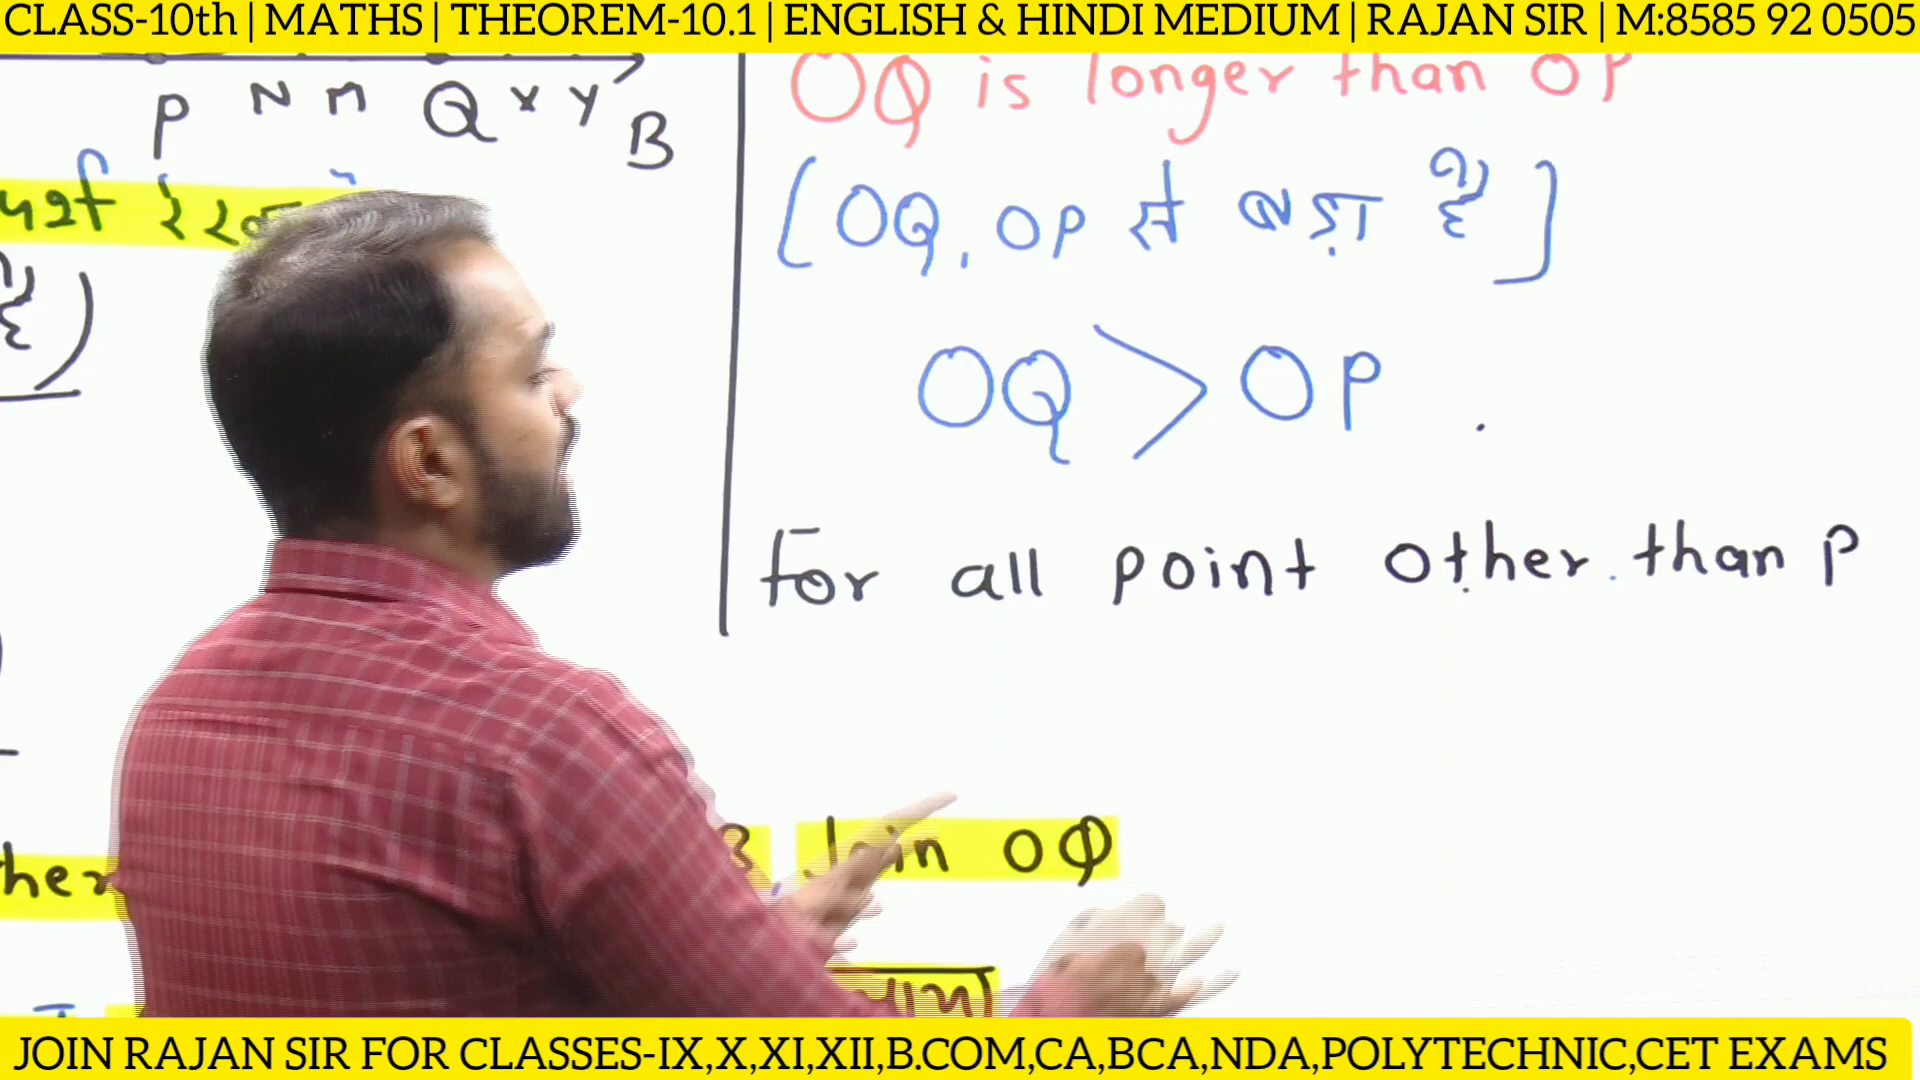 CLASS-10th | MATHS | THEOREM-10.1 | ENGLISH & HINDI MEDIUM | RAJAN SIR | M:8585 92 0505
P N M Q X Y B
OQ is longer than OP
[OQ, OP से बड़ा है]
OQ > OP
है)
For all point other than P
Join OQ
JOIN RAJAN SIR FOR CLASSES-IX,X,XI,XII,B.COM,CA,BCA,NDA,POLYTECHNIC,CET EXAMS